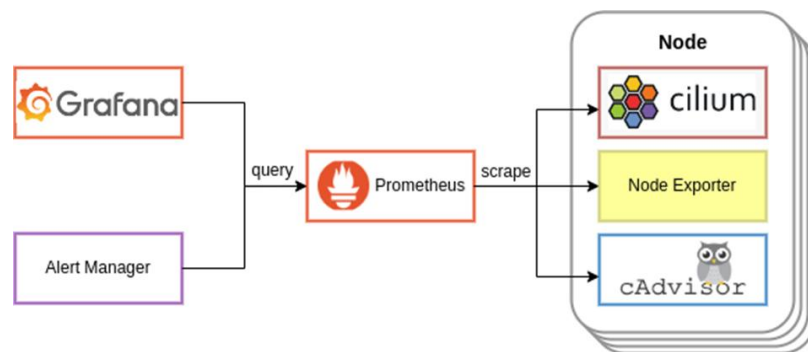 Node
Grafana
cilium
query
Prometheus
scrape
Node Exporter
Alert Manager
cAdvisor